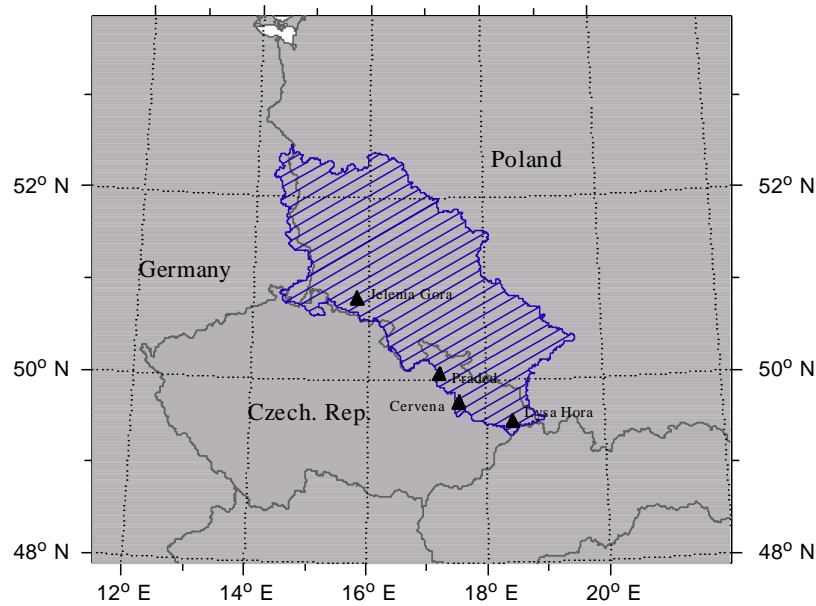 Poland
52° N
52° N
Germany
Jelenia Gora
50° N
50° N
Praded
Cervena
Lysa Hora
Czech. Rep.
48° N
48° N
12° E
14° E
16° E
18° E
20° E